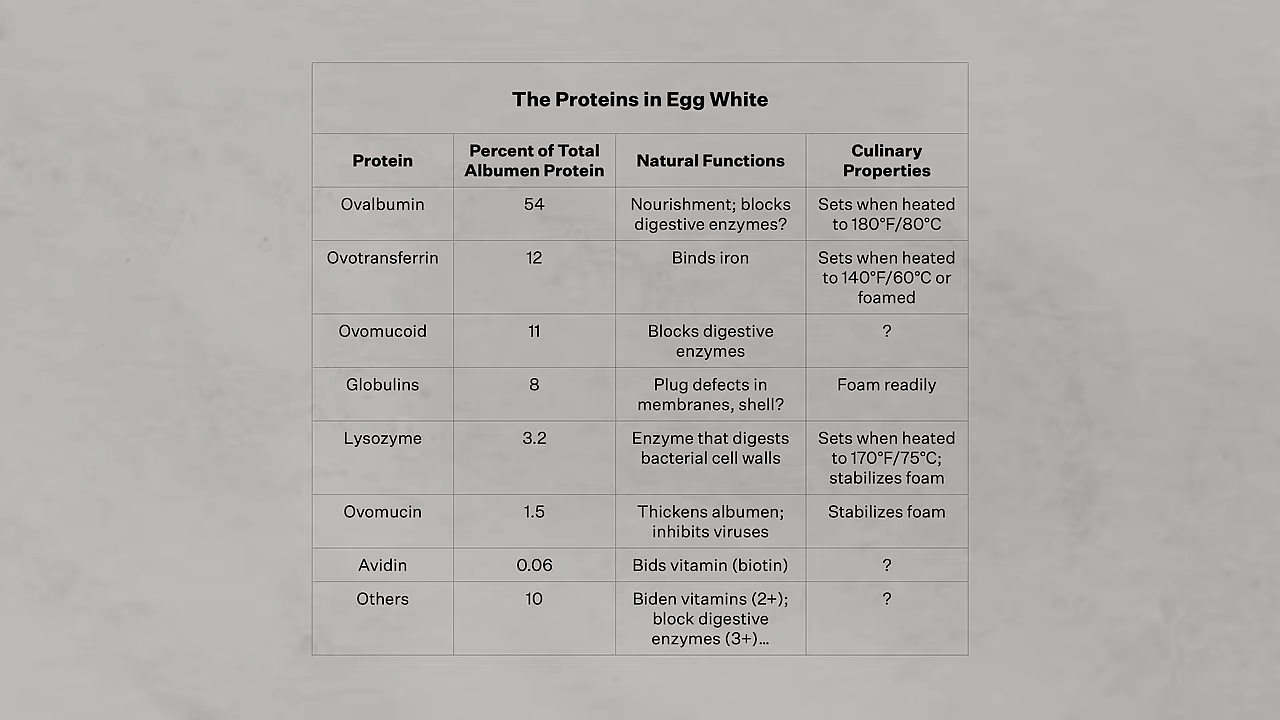 The Proteins in Egg White
Protein
Percent of Total
Albumen Protein
Natural Functions
Culinary
Properties
Ovalbumin
54
Nourishment; blocks
digestive enzymes?
Sets when heated
to 180°F/80°C
Ovotransferrin
12
Binds iron
Sets when heated
to 140°F/60°C or
foamed
Ovomucoid
11
Blocks digestive
enzymes
?
Globulins
8
Plug defects in
membranes, shell?
Foam readily
Lysozyme
3.2
Enzyme that digests
bacterial cell walls
Sets when heated
to 170°F/75°C;
stabilizes foam
Ovomucin
1.5
Thickens albumen;
inhibits viruses
Stabilizes foam
Avidin
0.06
Bids vitamin (biotin)
?
Others
10
Biden vitamins (2+);
block digestive
enzymes (3+)...
?